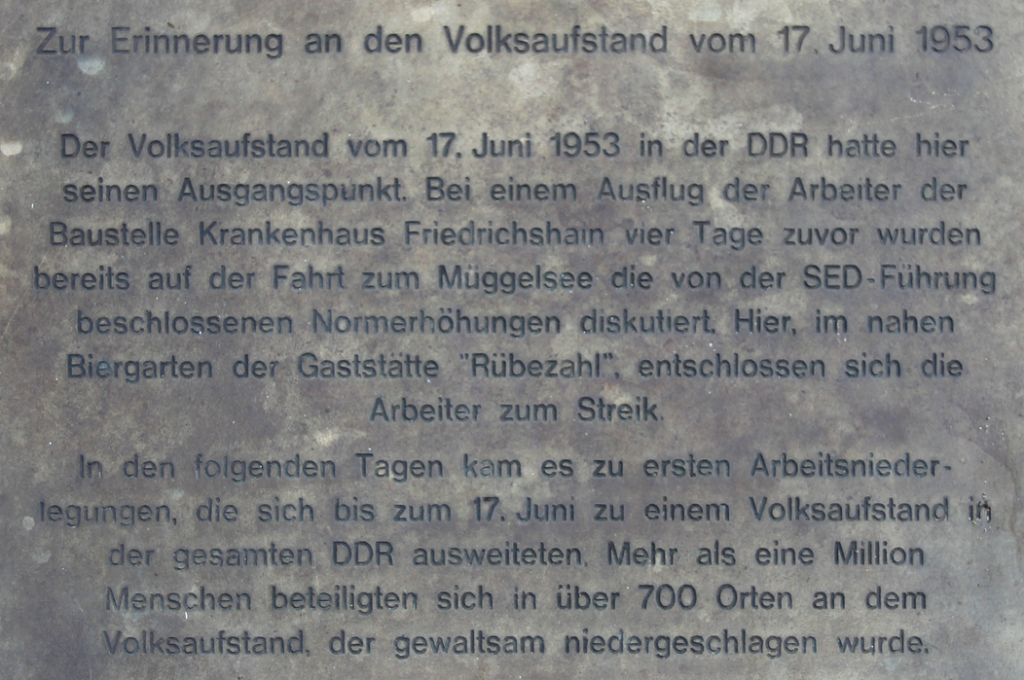 Zur Erinnerung an den Volksaufstand vom 17. Juni 1953
Der Volksaufstand vom 17. Juni 1953 in der DDR hatte hier
seinen Ausgangspunkt. Bei einem Ausflug der Arbeiter der
Baustelle Krankenhaus Friedrichshain vier Tage zuvor wurden
bereits auf der Fahrt zum Müggelsee die von der SED-Führung
beschlossenen Normerhöhungen diskutiert. Hier, im nahen
Biergarten der Gaststätte "Rübezahl", entschlossen sich die
Arbeiter zum Streik.
In den folgenden Tagen kam es zu ersten Arbeitsnieder-
legungen, die sich bis zum 17. Juni zu einem Volksaufstand in
der gesamten DDR ausweiteten. Mehr als eine Million
Menschen beteiligten sich in über 700 Orten an dem
Volksaufstand, der gewaltsam niedergeschlagen wurde.